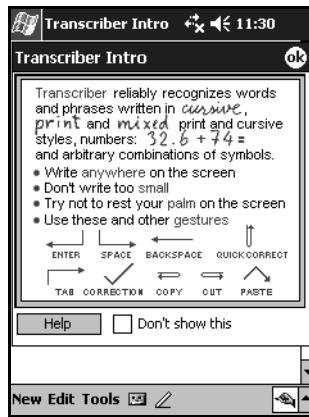 Transcriber Intro 11:30
Transcriber Intro ok
Transcriber reliably recognizes words
and phrases written in cursive,
print and mixed print and cursive
styles, numbers: 32.6 + 74 =
and arbitrary combinations of symbols.
• Write anywhere on the screen
• Don't write too small
• Try not to rest your palm on the screen
• Use these and other gestures
ENTER SPACE BACKSPACE QUICK CORRECT
TAB CORRECTION COPY CUT PASTE
Help Don't show this
New Edit Tools